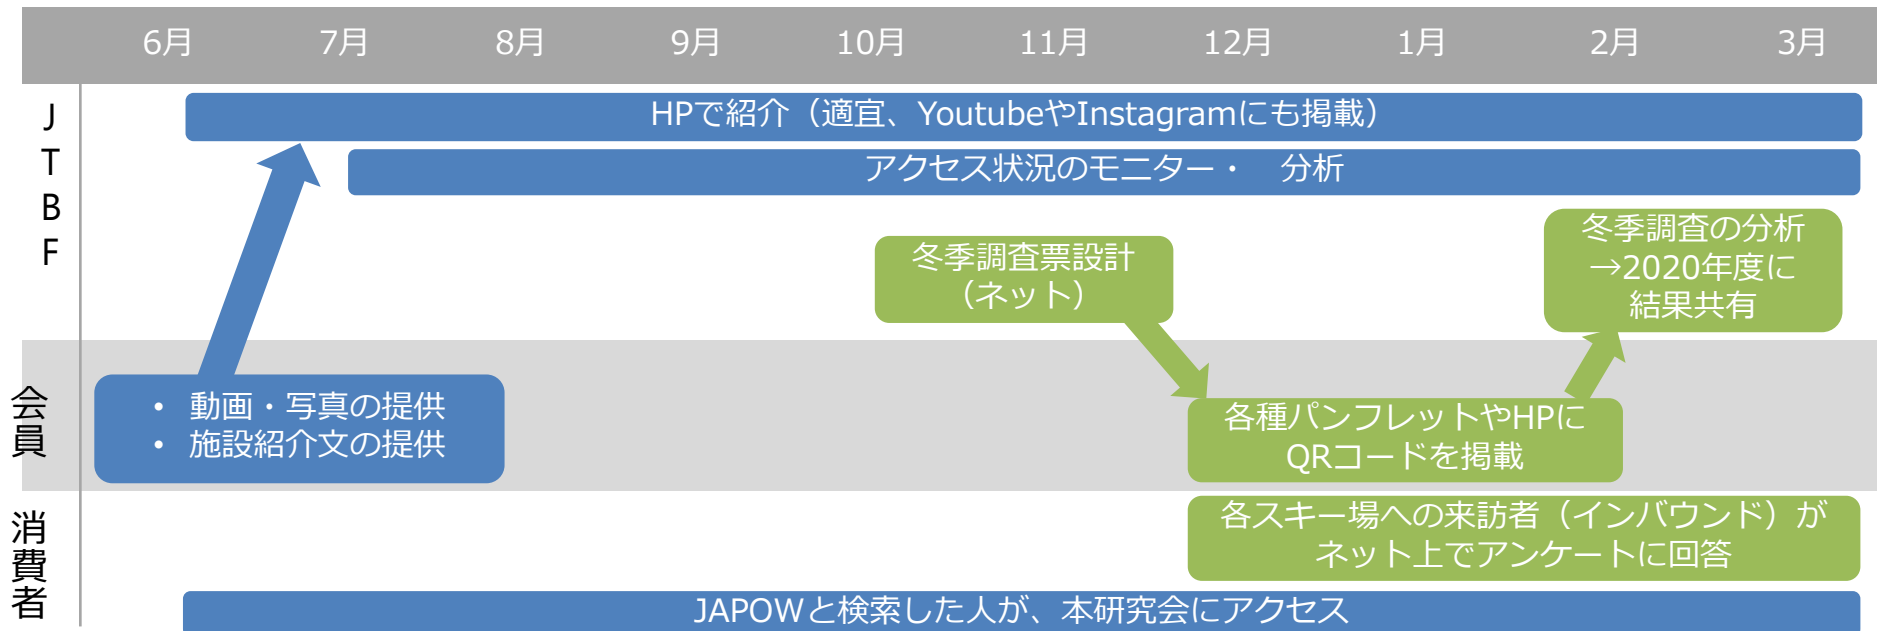 6月 7月 8月 9月 10月 11月 12月 1月 2月 3月
JTBF
HPで紹介（適宜、YoutubeやInstagramにも掲載）
アクセス状況のモニター・　分析
冬季調査票設計
（ネット）
冬季調査の分析
→2020年度に
結果共有
会員
• 動画・写真の提供
• 施設紹介文の提供
各種パンフレットやHPに
QRコードを掲載
消費者
各スキー場への来訪者（インバウンド）が
ネット上でアンケートに回答
JAPOWと検索した人が、本研究会にアクセス